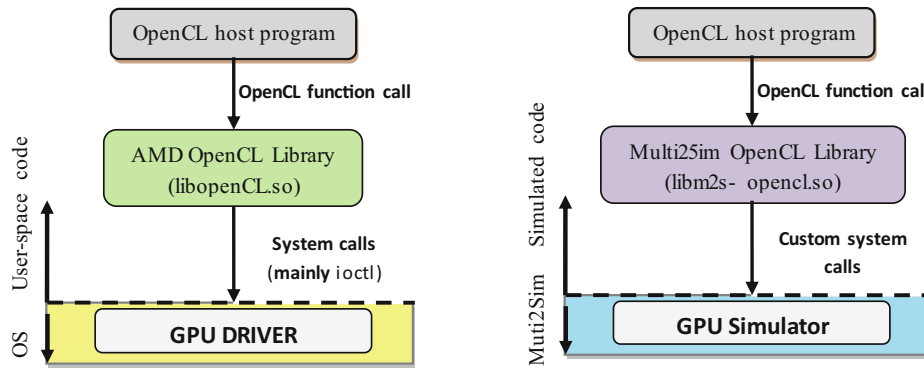 OpenCL host program
OpenCL function call
AMD OpenCL Library
(libopenCL.so)
User-space code
System calls
(mainly ioctl)
OS
GPU DRIVER
OpenCL host program
OpenCL function call
Multi25im OpenCL Library
(libm2s- opencl.so)
Simulated code
Custom system
calls
Muti2Sim
GPU Simulator